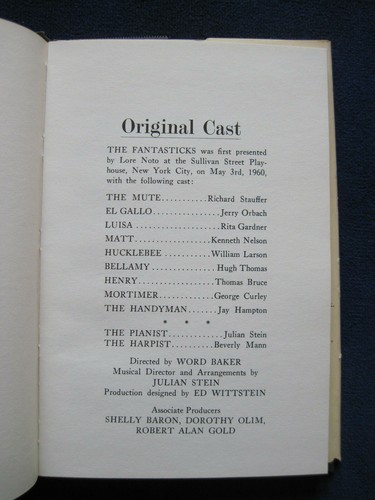 Original Cast
THE FANTASTICKS was first presented
by Lore Noto at the Sullivan Street Play-
house, New York City, on May 3rd, 1960,
with the following cast:
THE MUTE...........Richard Stauffer
EL GALLO................Jerry Orbach
LUISA ....................Rita Gardner
MATT..................Kenneth Nelson
HUCKLEBEE ...........William Larson
BELLAMY................Hugh Thomas
HENRY..................Thomas Bruce
MORTIMER.............George Curley
THE HANDYMAN.......Jay Hampton
* * *
THE PIANIST.............Julian Stein
THE HARPIST..........Beverly Mann
Directed by WORD BAKER
Musical Director and Arrangements by
JULIAN STEIN
Production designed by ED WITTSTEIN
Associate Producers
SHELLY BARON, DOROTHY OLIM,
ROBERT ALAN GOLD